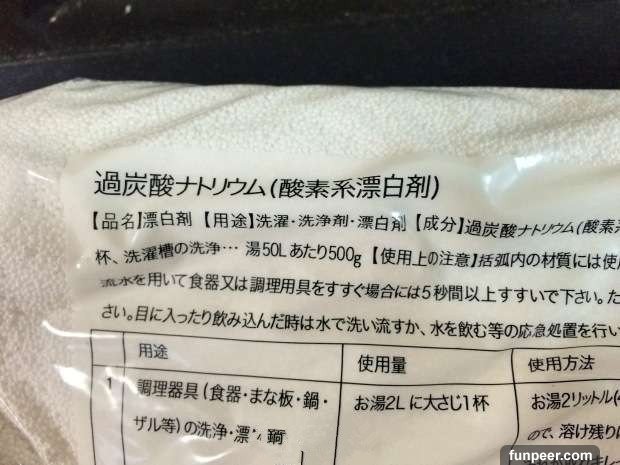 過炭酸ナトリウム(酸素系漂白剤)
【品名】漂白剤 【用途】洗濯・洗浄剤・漂白剤 【成分】過炭酸ナトリウム(酸素
杯、洗濯槽の洗浄… 湯50Lあたり500g 【使用上の注意】括弧内の材質には使
流水を用いて食器又は調理用具をすすぐ場合には5秒間以上すすいで下さい。た
さい。目に入ったり飲み込んだ時は水で洗い流すか、水を飲む等の応急処置を行い
用途 使用量 使用方法
1 調理器具(食器・まな板・鍋・ お湯2Lに大さじ1杯 お湯2リットル(
ザル等)の洗浄・漂 ので、溶け残り
funpeer.com